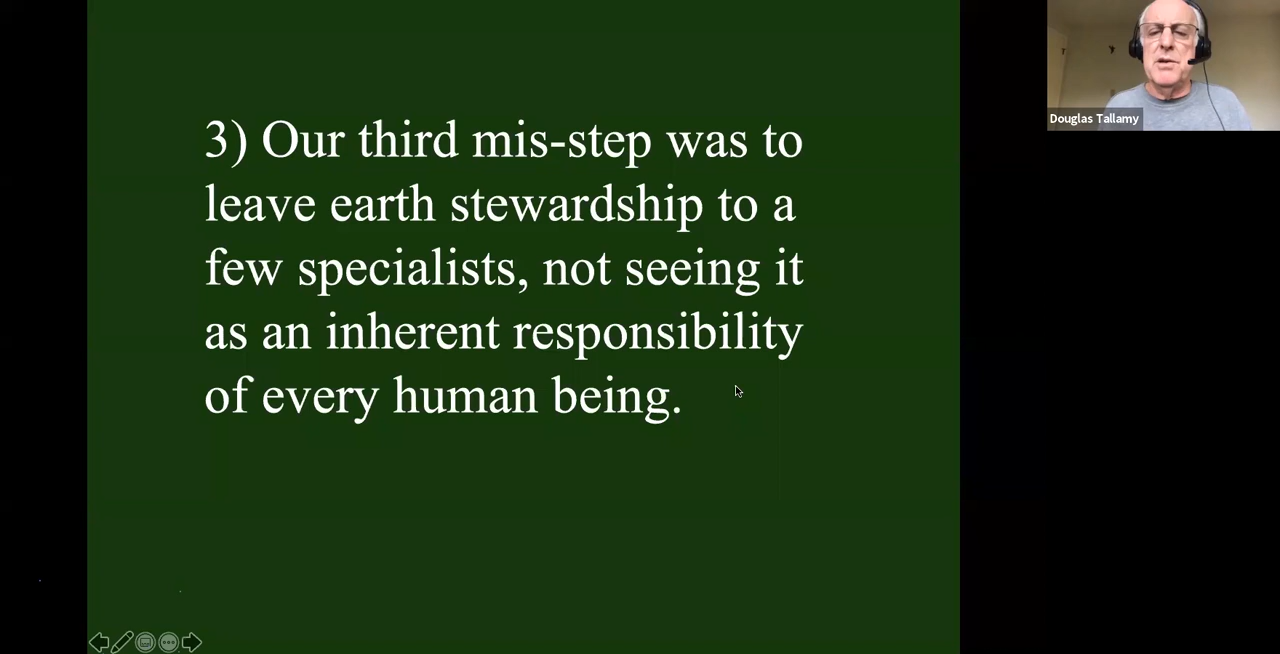 3) Our third mis-step was to
leave earth stewardship to a
few specialists, not seeing it
as an inherent responsibility
of every human being.
Douglas Tallamy